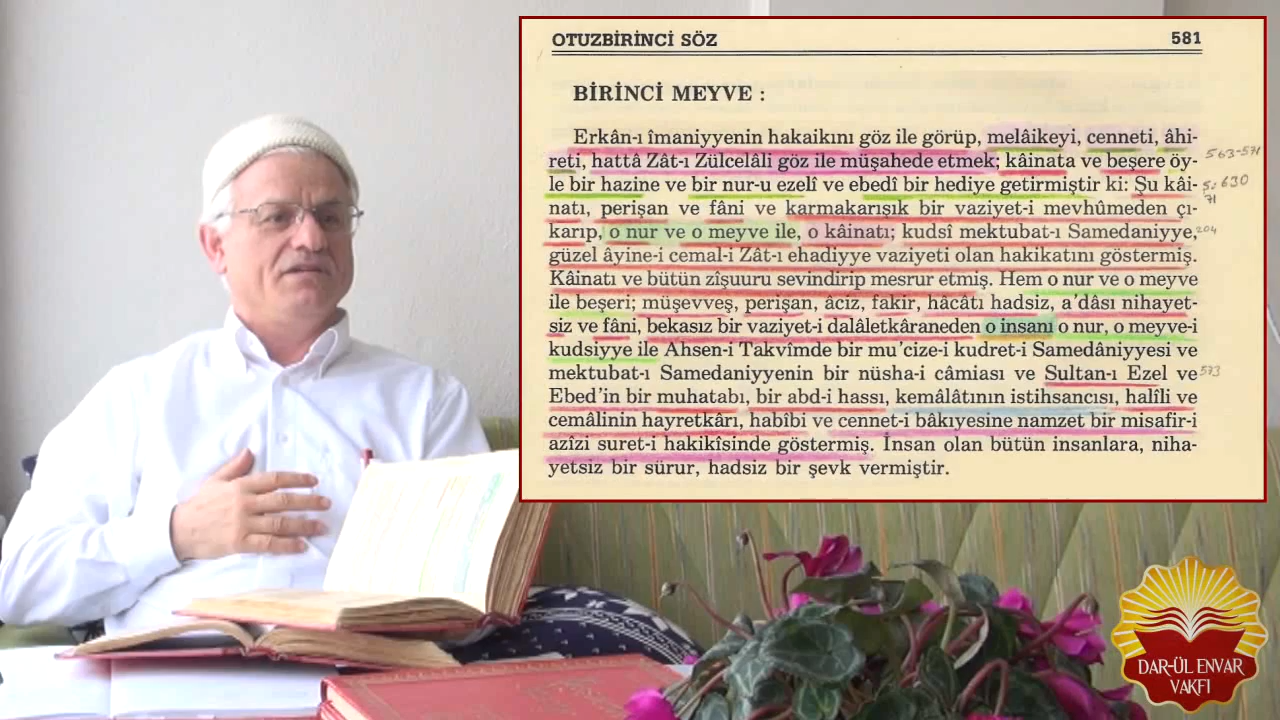 OTUZBİRİNCİ SÖZ 581
BİRİNCİ MEYVE :
Erkân-ı îmaniyyenin hakaikını göz ile görüp, melâikeyi, cenneti, âhi-
reti, hattâ Zât-ı Zülcelâli göz ile müşahede etmek; kâinata ve beşere öy-
le bir hazine ve bir nur-u ezelî ve ebedî bir hediye getirmiştir ki: Şu kâi-
natı, perişan ve fâni ve karmakarışık bir vaziyet-i mevhûmeden çı-
karıp, o nur ve o meyve ile, o kâinatı; kudsî mektubat-ı Samedaniyye,
güzel âyine-i cemal-i Zât-ı ehadiyye vaziyeti olan hakikatını göstermiş.
Kâinatı ve bütün zîşuuru sevindirip mesrur etmiş. Hem o nur ve o meyve
ile beşeri; müşevveş, perişan, âciz, fakir, hâcâtı hadsiz, a'dâsı nihayet-
siz ve fâni, bekasız bir vaziyet-i dalâletkâraneden o insanı o nur, o meyve-i
kudsiyye ile Ahsen-i Takvîmde bir mu'cize-i kudret-i Samedâniyyesi ve
mektubat-ı Samedaniyyenin bir nüsha-i câmiası ve Sultan-ı Ezel ve
Ebed'in bir muhatabı, bir abd-i hassı, kemâlâtının istihsancısı, halîli ve
cemâlinin hayretkârı, habîbi ve cennet-i bâkıyesine namzet bir misafir-i
azîzi suret-i hakikîsinde göstermiş. İnsan olan bütün insanlara, niha-
yetsiz bir sürur, hadsiz bir şevk vermiştir.
563-571
Ş: 630
71
204
573
DAR-ÜL ENVAR
VAKFI